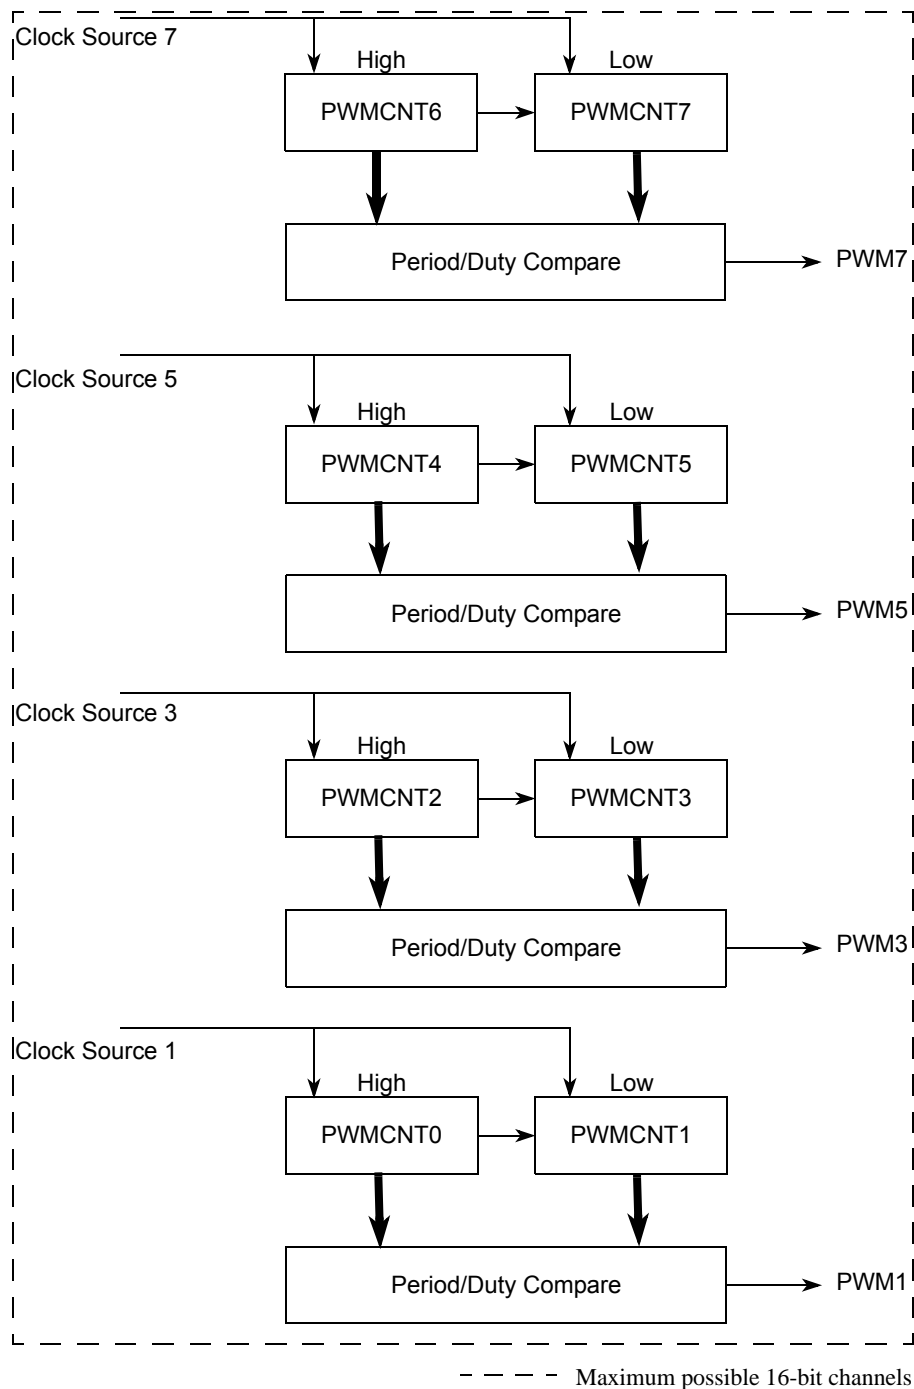 Clock Source 7
High Low
PWMCNT6 PWMCNT7
Period/Duty Compare PWM7
Clock Source 5
High Low
PWMCNT4 PWMCNT5
Period/Duty Compare PWM5
Clock Source 3
High Low
PWMCNT2 PWMCNT3
Period/Duty Compare PWM3
Clock Source 1
High Low
PWMCNT0 PWMCNT1
Period/Duty Compare PWM1
Maximum possible 16-bit channels